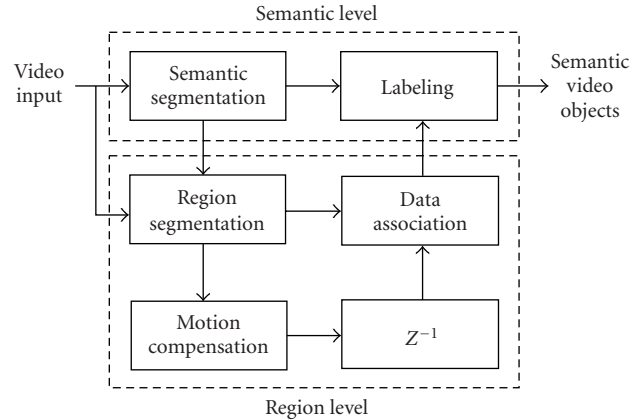 Semantic level
Video
input
Semantic
segmentation
Labeling
Semantic
video
objects
Region
segmentation
Data
association
Motion
compensation
Z⁻¹
Region level